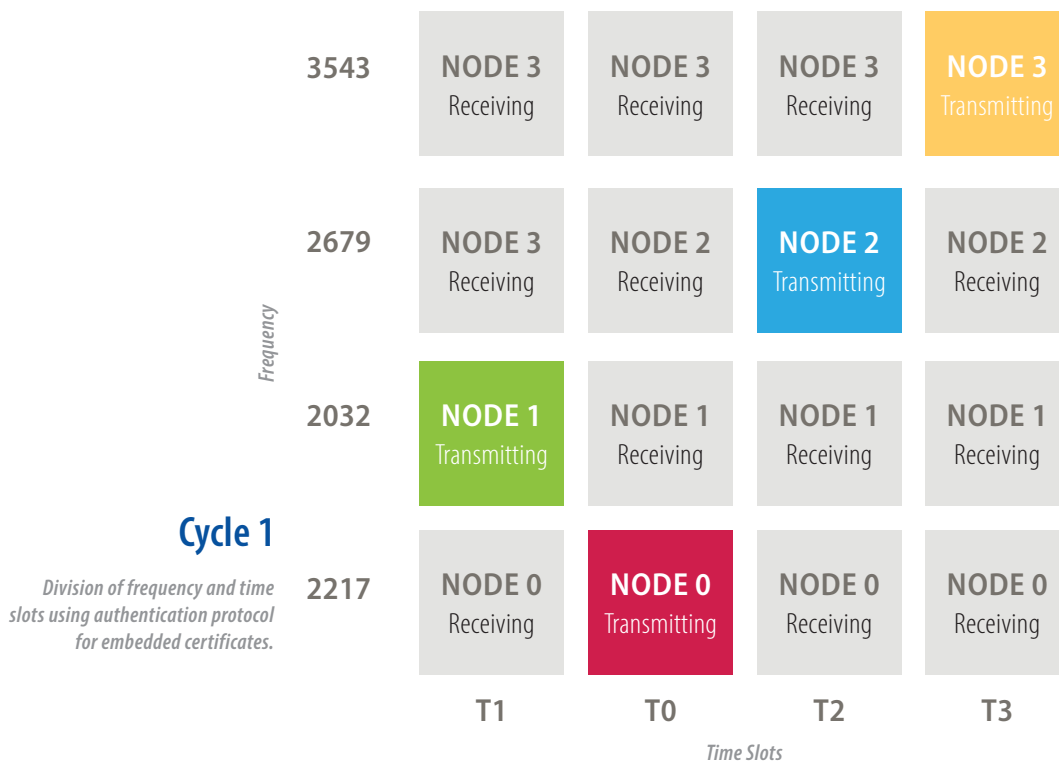 3543
NODE 3 NODE 3 NODE 3 NODE 3
Receiving Receiving Receiving Transmitting
2679
NODE 3 NODE 2 NODE 2 NODE 2
Receiving Receiving Transmitting Receiving
Frequency
2032
NODE 1 NODE 1 NODE 1 NODE 1
Transmitting Receiving Receiving Receiving
Cycle 1
Division of frequency and time
slots using authentication protocol
for embedded certificates.
2217
NODE 0 NODE 0 NODE 0 NODE 0
Receiving Transmitting Receiving Receiving
T1 T0 T2 T3
Time Slots